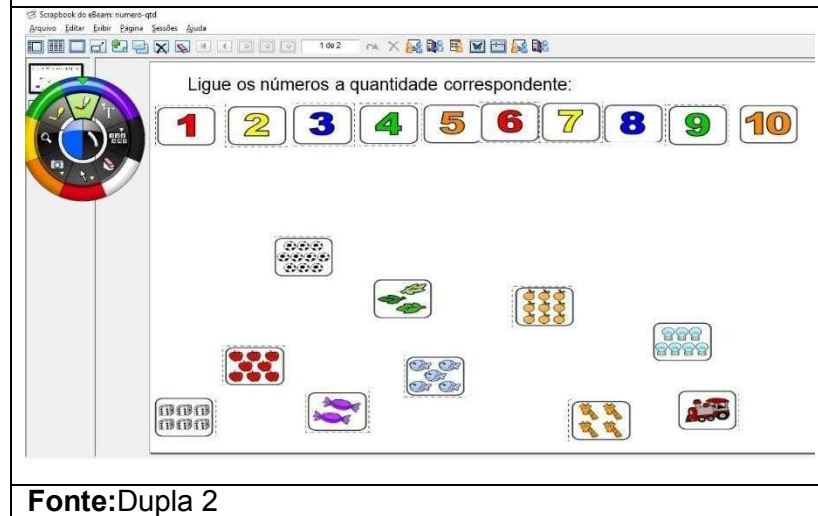 Scrapbook do eBeam: numero-qtd
Arquivo Editar Exibir Página Sessões Ajuda
1 de 2
Ligue os números a quantidade correspondente:
1 2 3 4 5 6 7 8 9 10
Fonte:Dupla 2